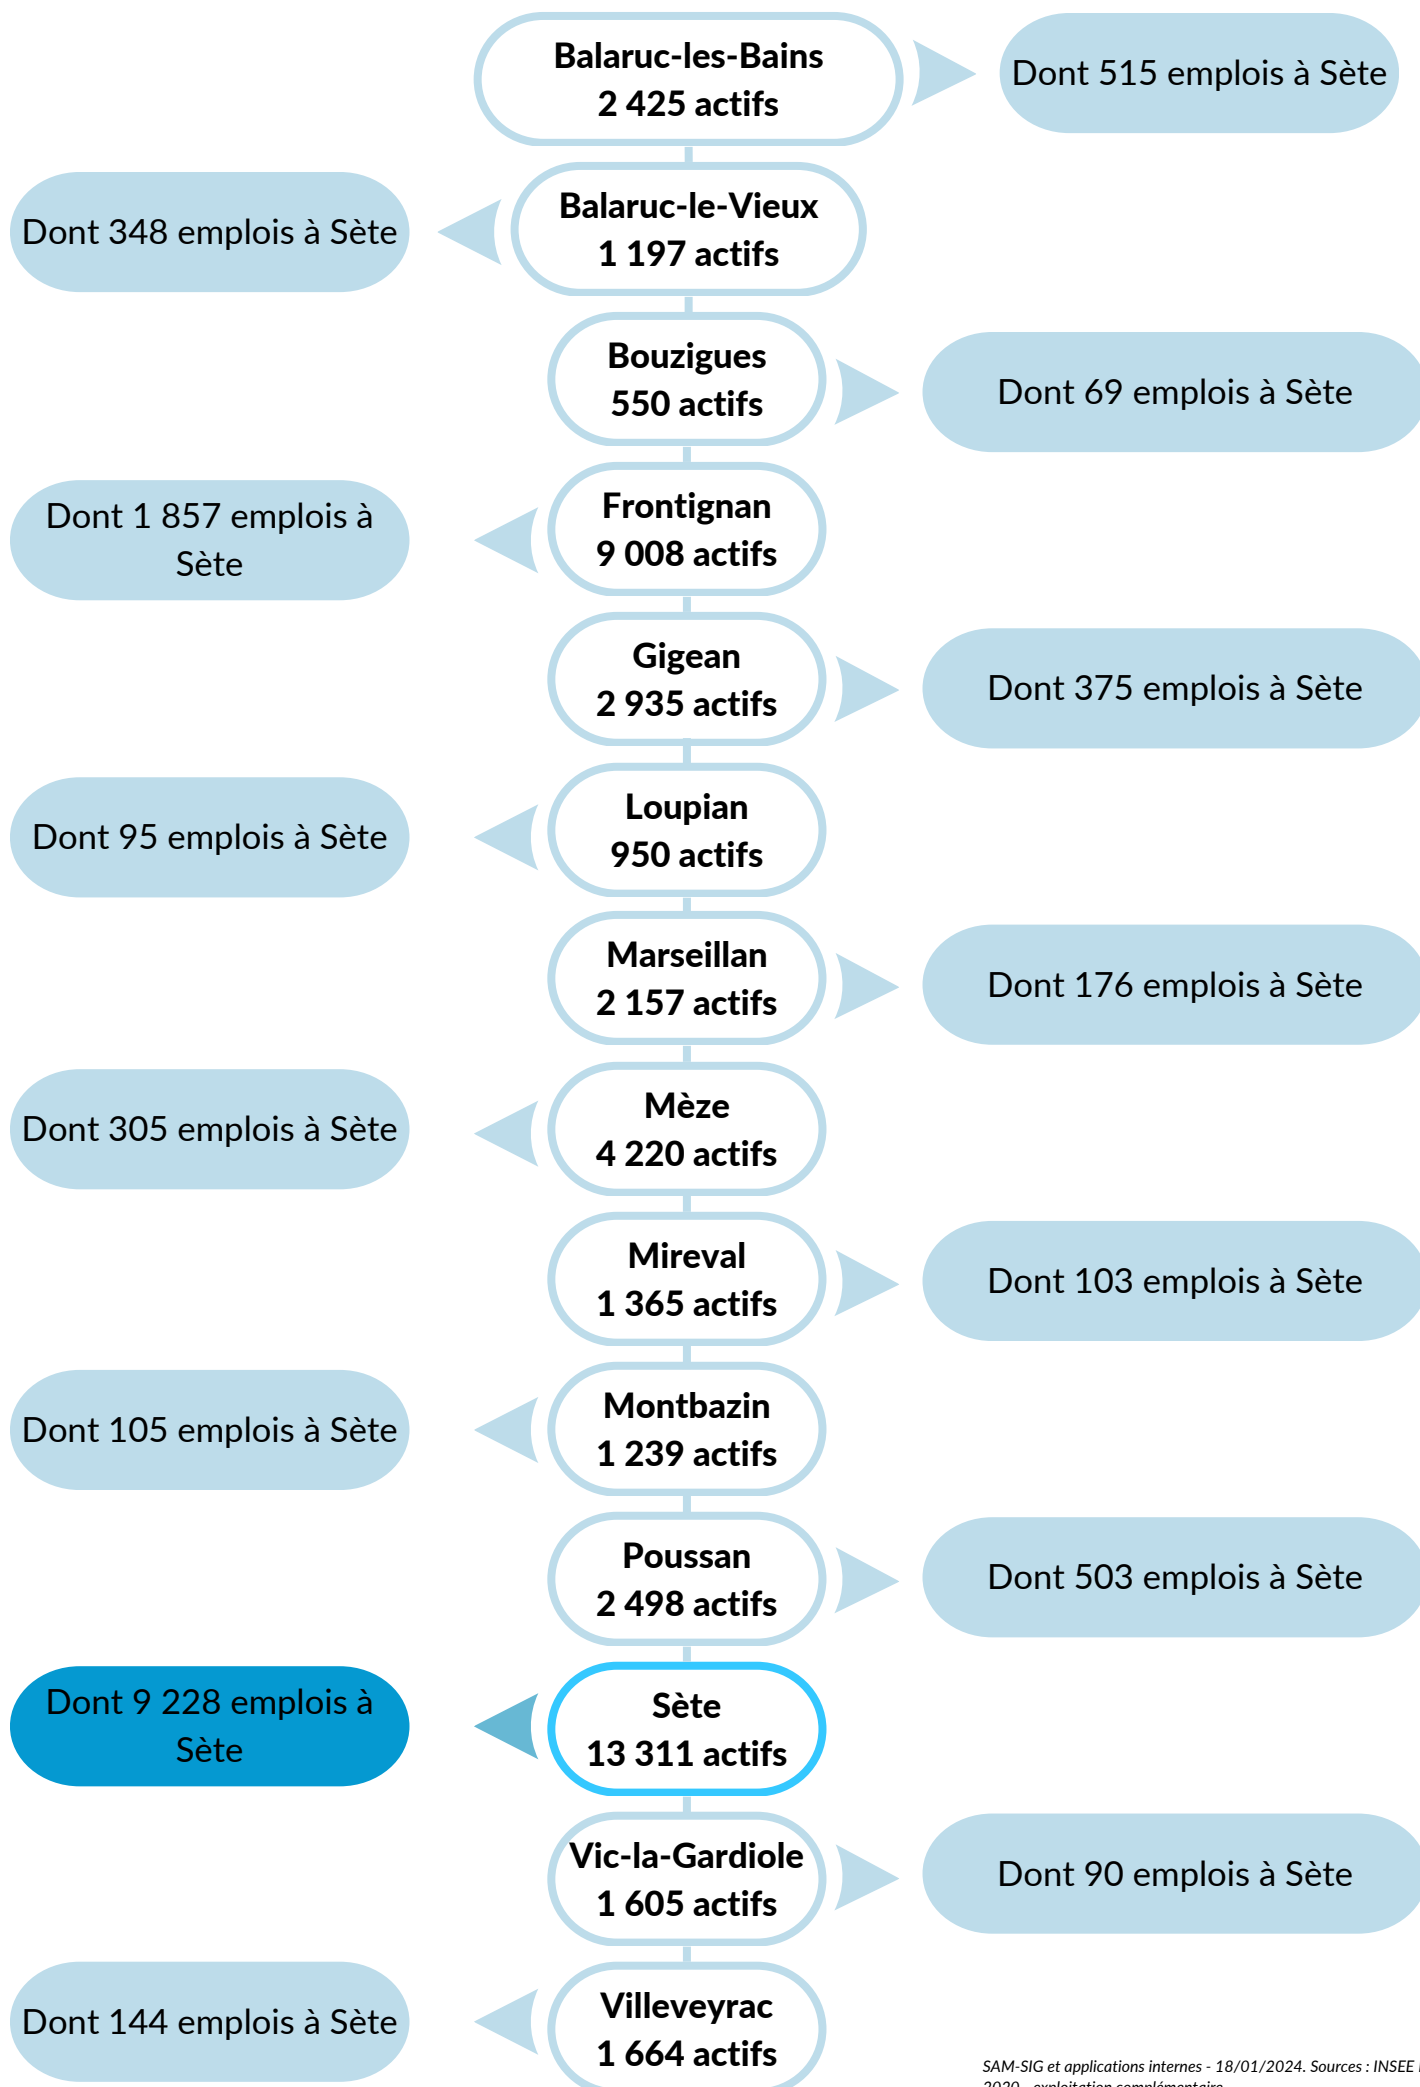 Balaruc-les-Bains
2 425 actifs
Dont 515 emplois à Sète
Balaruc-le-Vieux
1 197 actifs
Dont 348 emplois à Sète
Bouzigues
550 actifs
Dont 69 emplois à Sète
Frontignan
9 008 actifs
Dont 1 857 emplois à
Sète
Gigean
2 935 actifs
Dont 375 emplois à Sète
Loupian
950 actifs
Dont 95 emplois à Sète
Marseillan
2 157 actifs
Dont 176 emplois à Sète
Mèze
4 220 actifs
Dont 305 emplois à Sète
Mireval
1 365 actifs
Dont 103 emplois à Sète
Montbazin
1 239 actifs
Dont 105 emplois à Sète
Poussan
2 498 actifs
Dont 503 emplois à Sète
Sète
13 311 actifs
Dont 9 228 emplois à
Sète
Vic-la-Gardiole
1 605 actifs
Dont 90 emplois à Sète
Villeveyrac
1 664 actifs
Dont 144 emplois à Sète
SAM-SIG et applications internes - 18/01/2024. Sources : INSEE
2020 - exploitation complémentaire